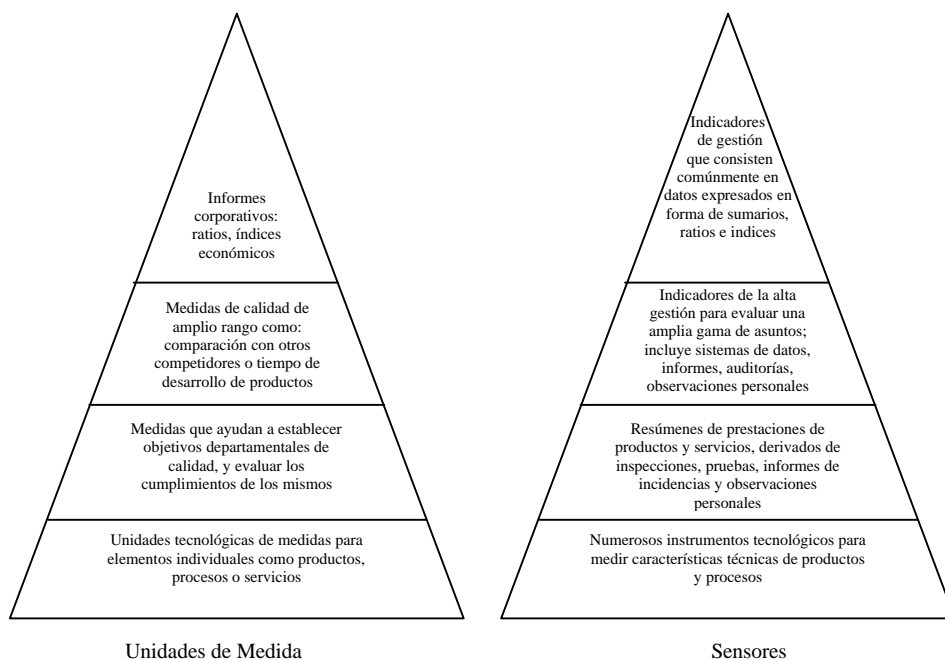 Informes
corporativos:
ratios, índices
económicos
Medidas de calidad de
amplio rango como:
comparación con otros
competidores o tiempo de
desarrollo de productos
Medidas que ayudan a establecer
objetivos departamentales de
calidad, y evaluar los
cumplimientos de los mismos
Unidades tecnológicas de medidas para
elementos individuales como productos,
procesos o servicios
Unidades de Medida
Indicadores
de gestión
que consisten
comúnmente en
datos expresados en
forma de sumarios,
ratios e indices
Indicadores de la alta
gestión para evaluar una
amplia gama de asuntos;
incluye sistemas de datos,
informes, auditorías,
observaciones personales
Resúmenes de prestaciones de
productos y servicios, derivados de
inspecciones, pruebas, informes de
incidencias y observaciones
personales
Numerosos instrumentos tecnológicos para
medir características técnicas de productos
y procesos
Sensores